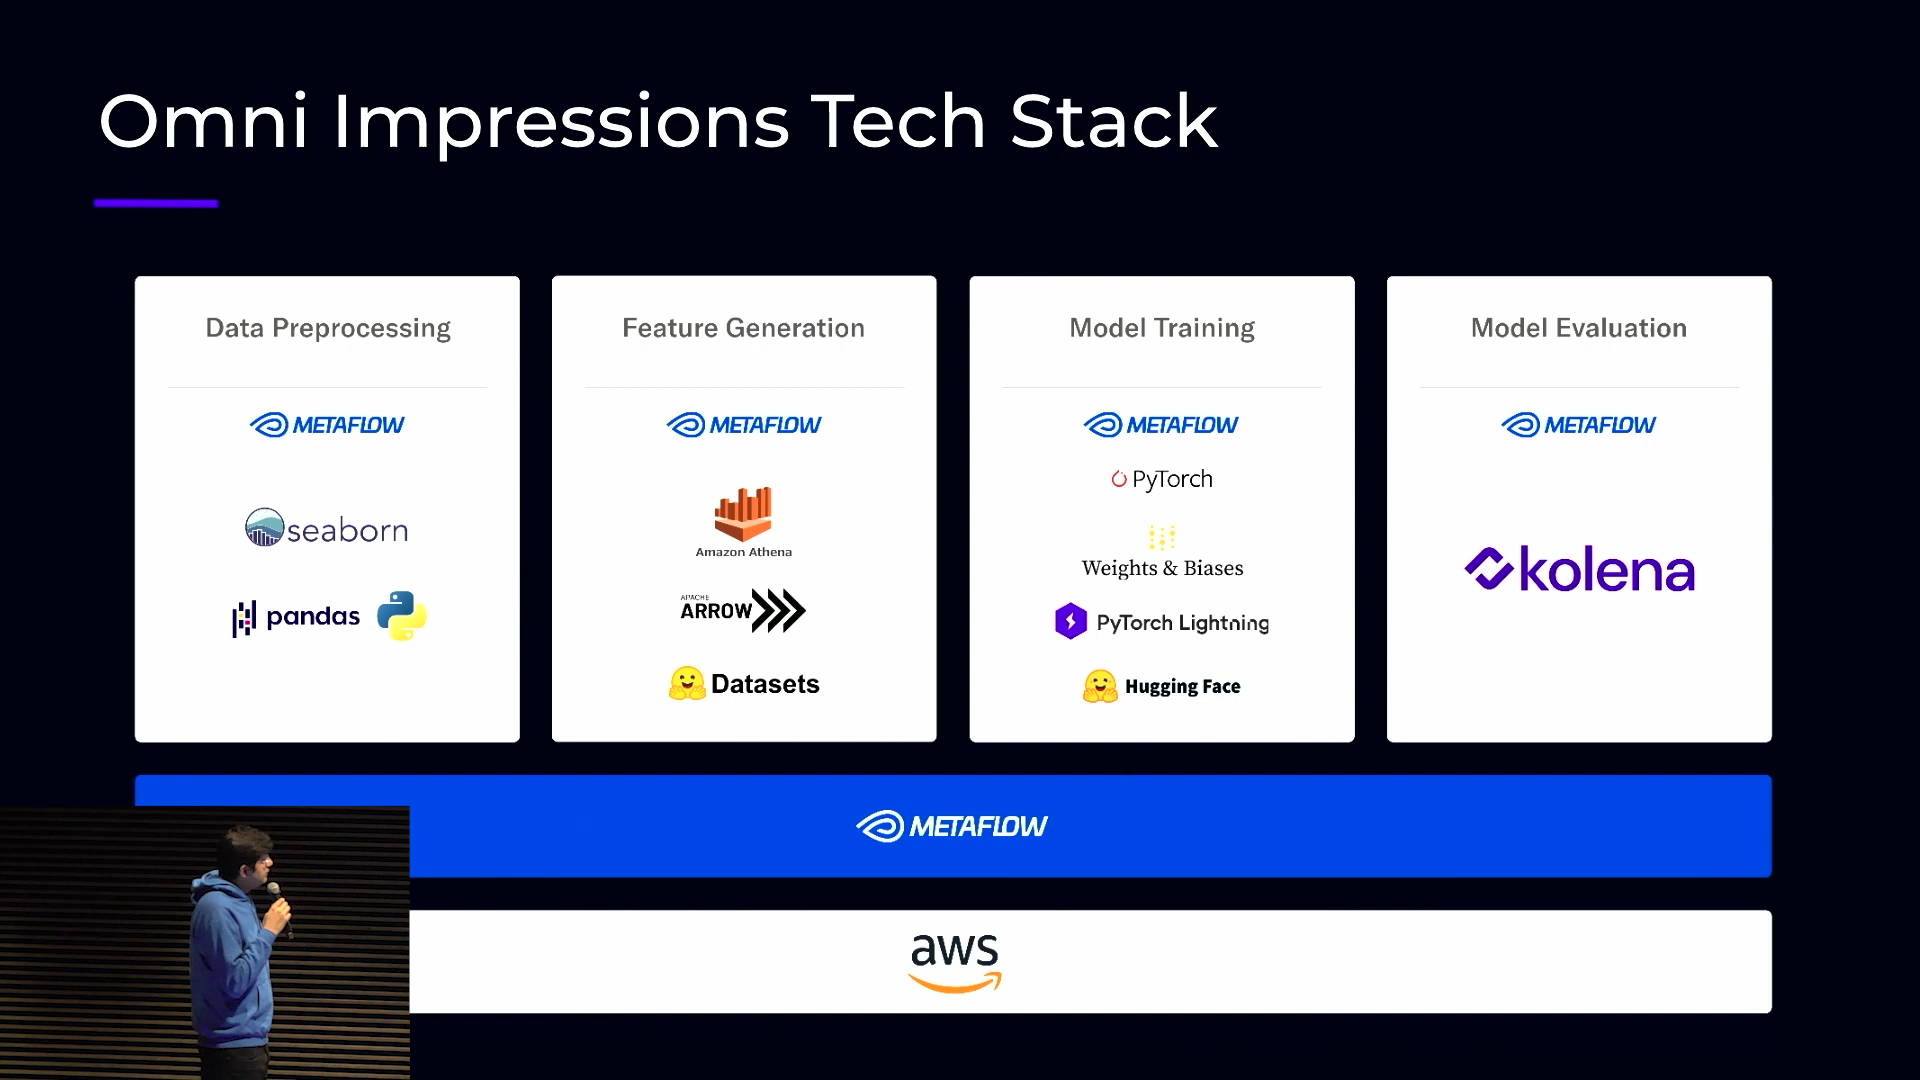 Omni Impressions Tech Stack
Data Preprocessing
METAFLOW
seaborn
pandas
Feature Generation
METAFLOW
Amazon Athena
APACHE
ARROW
Datasets
Model Training
METAFLOW
PyTorch
Weights & Biases
PyTorch Lightning
Hugging Face
Model Evaluation
METAFLOW
kolena
METAFLOW
aws